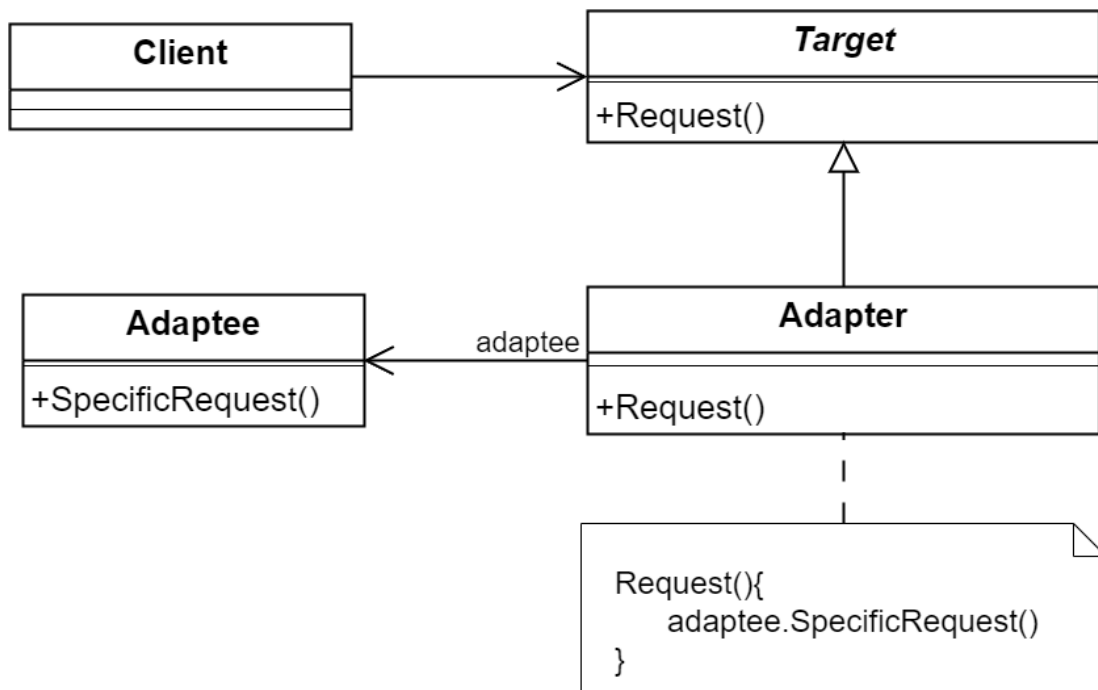 Client
Target
+Request()
Adaptee
adaptee
Adapter
+SpecificRequest()
+Request()
Request(){
adaptee.SpecificRequest()
}